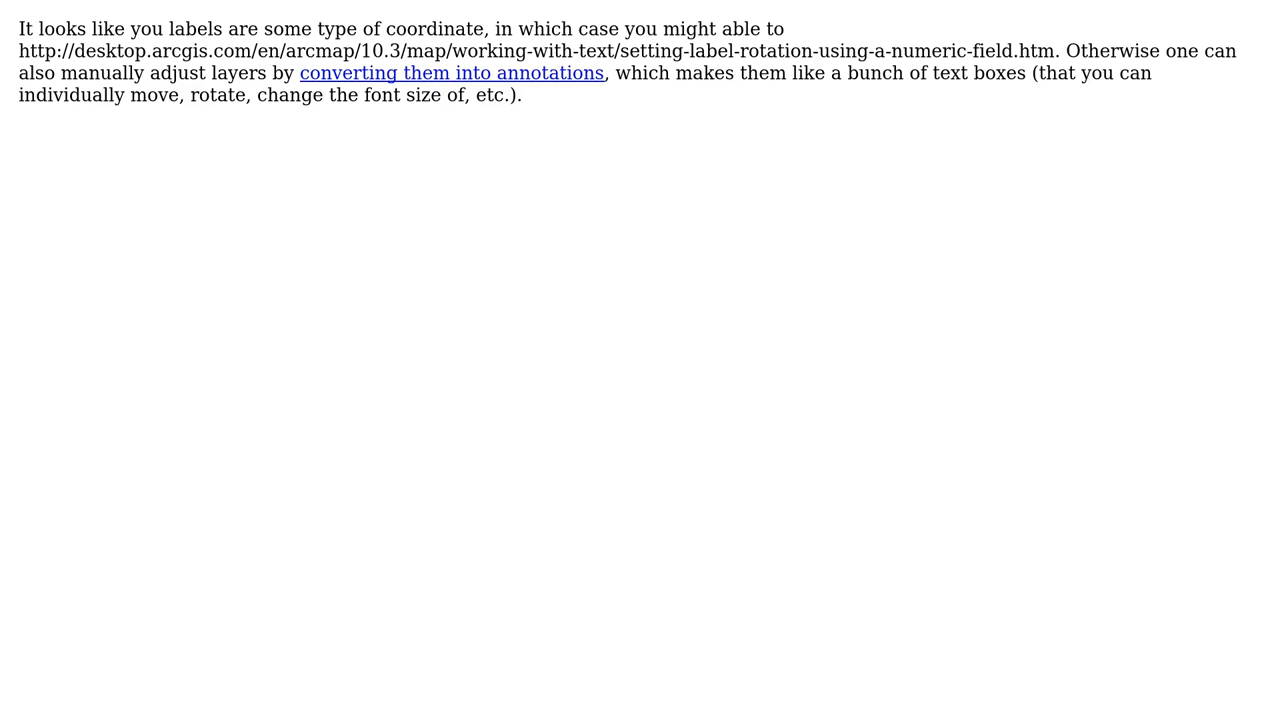 It looks like you labels are some type of coordinate, in which case you might able to
http://desktop.arcgis.com/en/arcmap/10.3/map/working-with-text/setting-label-rotation-using-a-numeric-field.htm. Otherwise one can
also manually adjust layers by converting them into annotations, which makes them like a bunch of text boxes (that you can
individually move, rotate, change the font size of, etc.).